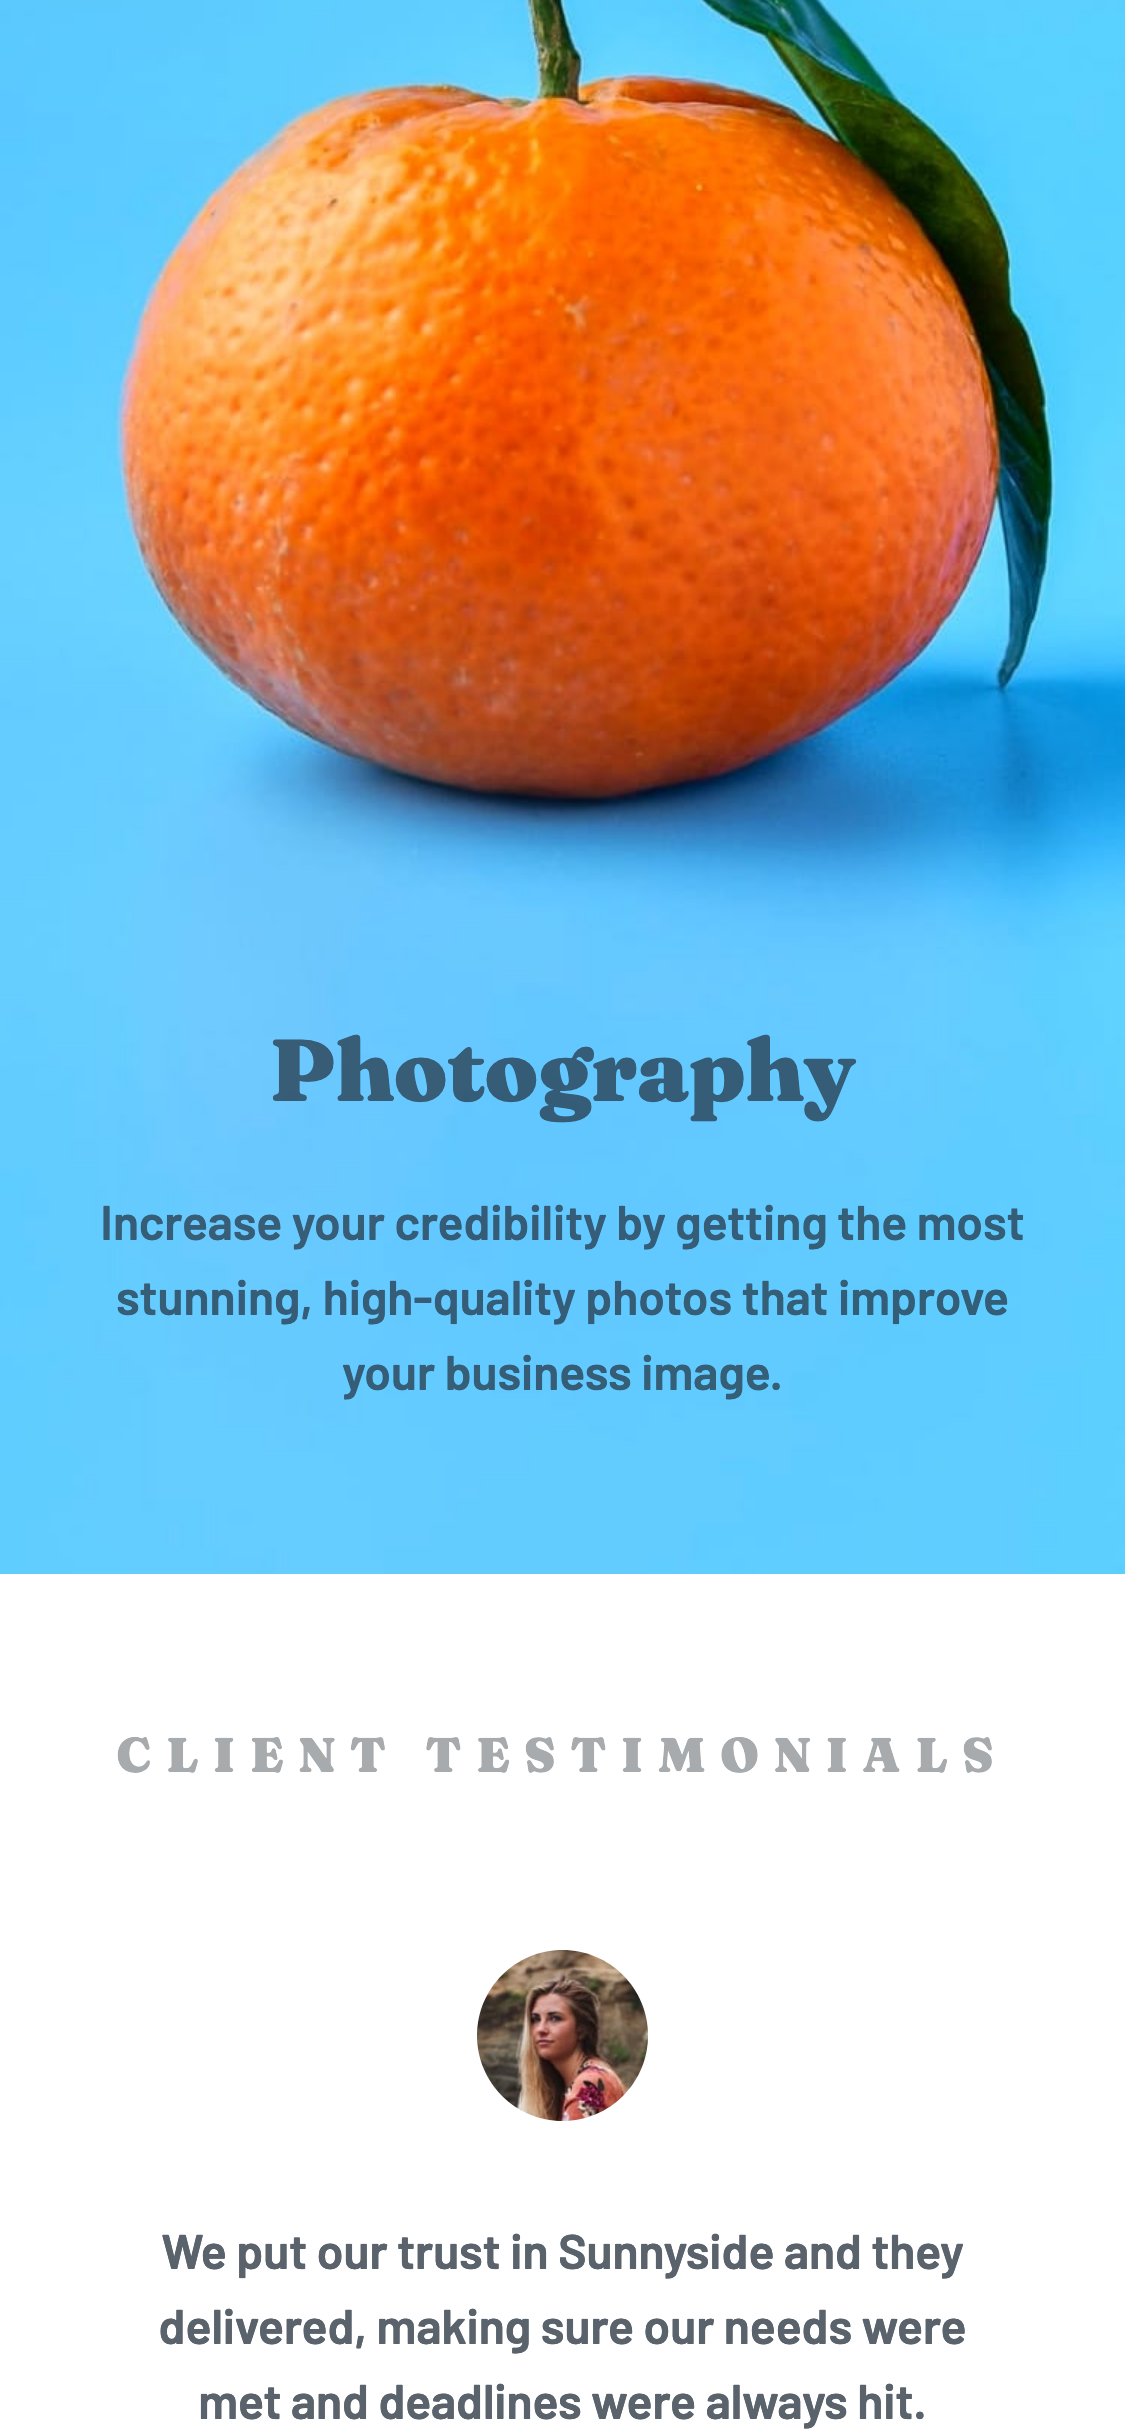 Photography
Increase your credibility by getting the most
stunning, high-quality photos that improve
your business image.
CLIENT TESTIMONIALS
We put our trust in Sunnyside and they
delivered, making sure our needs were
met and deadlines were always hit.